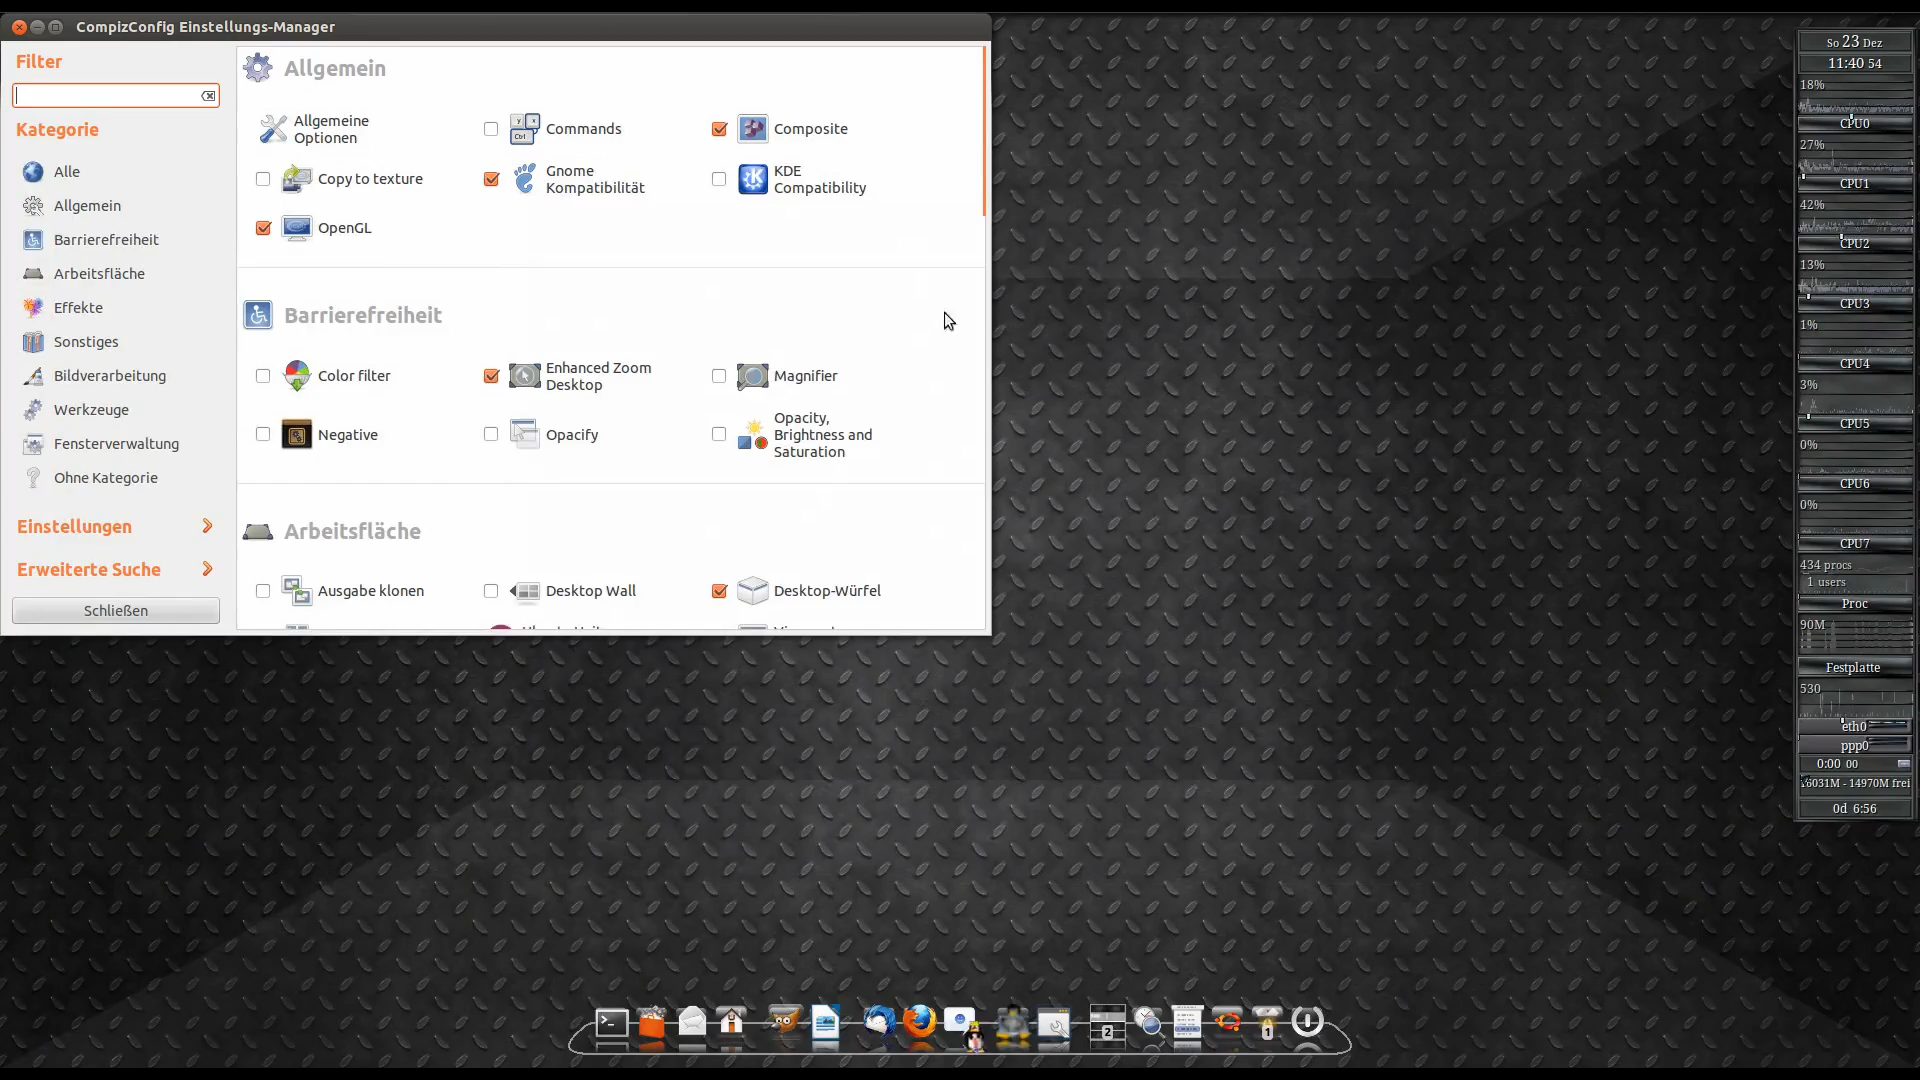 CompizConfig Einstellungs-Manager
Filter
Kategorie
Alle
Allgemein
Barrierefreiheit
Arbeitsfläche
Effekte
Sonstiges
Bildverarbeitung
Werkzeuge
Fensterverwaltung
Ohne Kategorie
Einstellungen
Erweiterte Suche
Schließen
Allgemein
Allgemeine
Optionen
Commands
Composite
Copy to texture
Gnome
Kompatibilität
KDE
Compatibility
OpenGL
Barrierefreiheit
Color filter
Enhanced Zoom
Desktop
Magnifier
Negative
Opacify
Opacity,
Brightness and
Saturation
Arbeitsfläche
Ausgabe klonen
Desktop Wall
Desktop-Würfel
So 23 Dez
11:40 54
18%
CPU0
27%
CPU1
42%
CPU2
13%
CPU3
1%
CPU4
3%
CPU5
0%
CPU6
0%
CPU7
434 procs
1 users
Proc
90M
Festplatte
530
eth0
ppp0
0:00 00
16031M - 14970M frei
0d 6:56
2
1